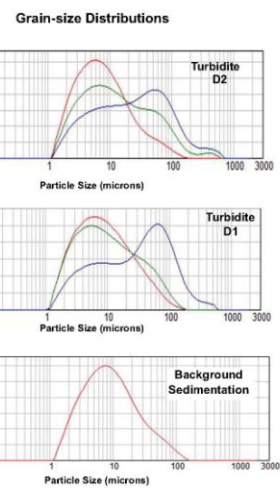 Grain-size Distributions
Turbidite
D2
1 10 100 1000 3000
Particle Size (microns)
Turbidite
D1
1 10 100 1000 3000
Particle Size (microns)
Background
Sedimentation
1 10 100 1000 3000
Particle Size (microns)